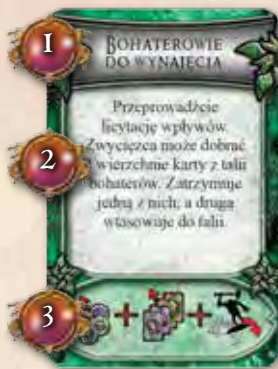 1
BOHATEROWIE
DO WYNAJĘCIA
Przeprowadźcie
licytację wpływów.
2
Zwycięzca może dobrać
wierzchnie karty z talii
bohaterów. Zatrzymuje
jedną z nich, a drugą
wtasowuje do talii.
3
+ +